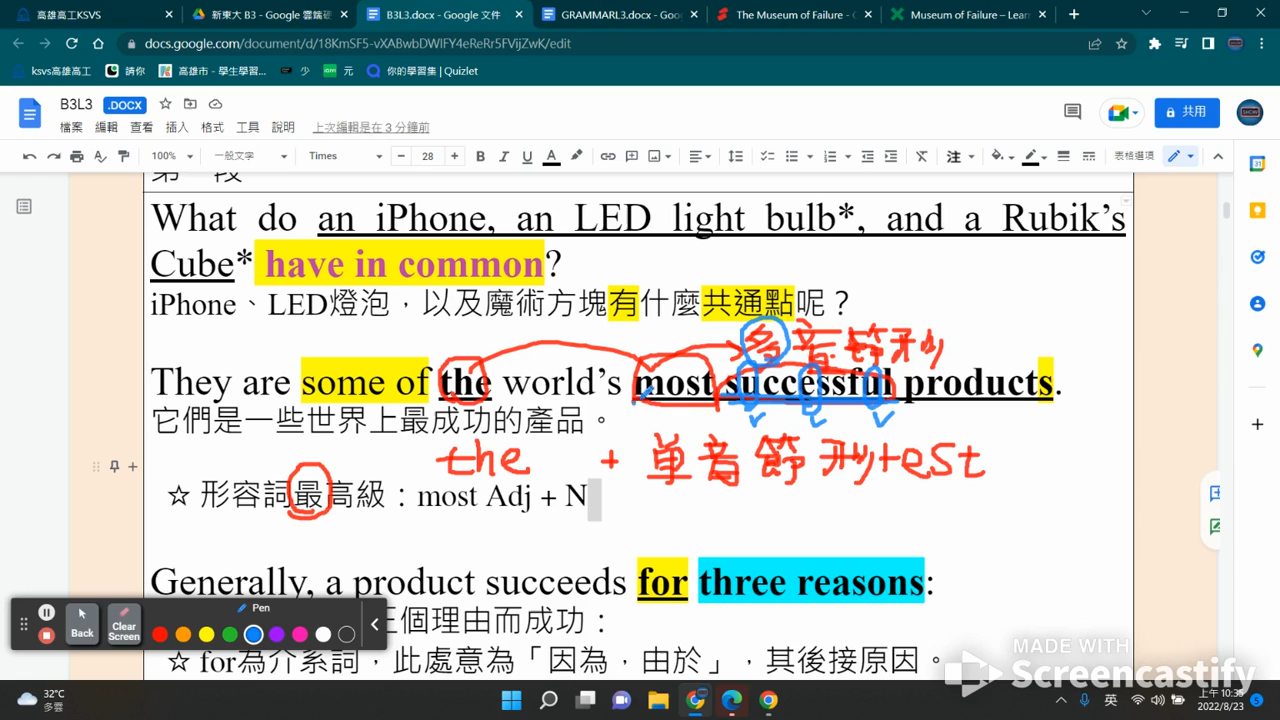 高雄高工KSVS
新東大 B3 - Google 雲端硬
B3L3.docx - Google 文件
GRAMMARL3.docx - Goo
The Museum of Failure - C
Museum of Failure – Lear
docs.google.com/document/d/18KmSF5-vXABwbDWIFY4eReRr5FVijZwK/edit
ksvs高雄高工
請你
高雄市 - 學生學習...
少
元
你的學習集 | Quizlet
B3L3
.DOCX
檔案 編輯 查看 插入 格式 工具 說明
上次編輯是在 3 分鐘前
共用
100%
一般文字
Times
28
B I U A
注
表格選項
What do an iPhone, an LED light bulb*, and a Rubik's
Cube* have in common?
iPhone、LED燈泡，以及魔術方塊有什麼共通點呢？
多音節形
They are some of the world's most successful products.
它們是一些世界上最成功的產品。
the + 單音節形test
☆ 形容詞最高級：most Adj + N
Generally, a product succeeds for three reasons:
三個理由而成功：
☆ for為介系詞，此處意為「因為，由於」，其後接原因。
Pen
Back
Clear
Screen
MADE WITH
Screencastify
32°C
多雲
英
上午 10:35
2022/8/23
5